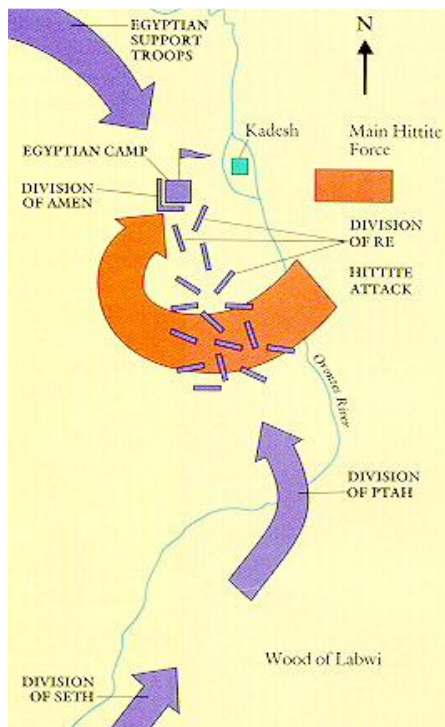 EGYPTIAN
SUPPORT
TROOPS
N
Kadesh
Main Hittite
Force
EGYPTIAN CAMP
DIVISION
OF AMEN
DIVISION
OF RE
HITTITE
ATTACK
Orontes River
DIVISION
OF PTAH
Wood of Labwi
DIVISION
OF SETH